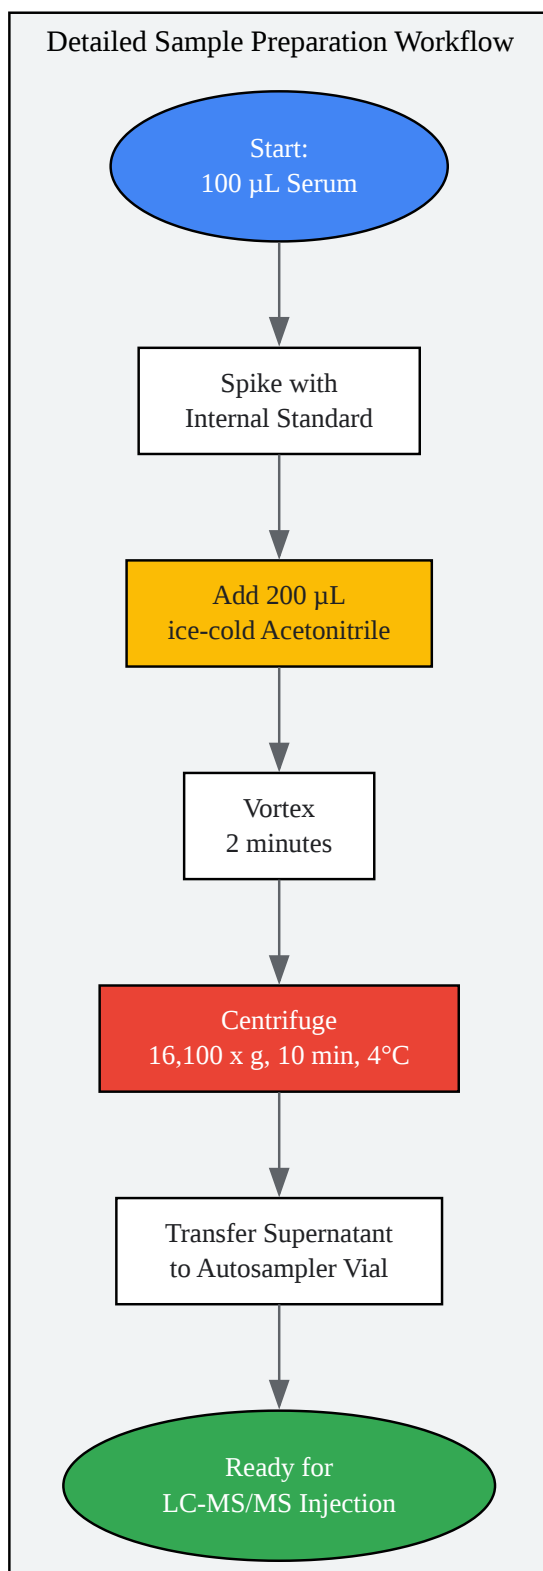 Detailed Sample Preparation Workflow
Start:
100 µL Serum
Spike with
Internal Standard
Add 200 µL
ice-cold Acetonitrile
Vortex
2 minutes
Centrifuge
16,100 x g, 10 min, 4°C
Transfer Supernatant
to Autosampler Vial
Ready for
LC-MS/MS Injection